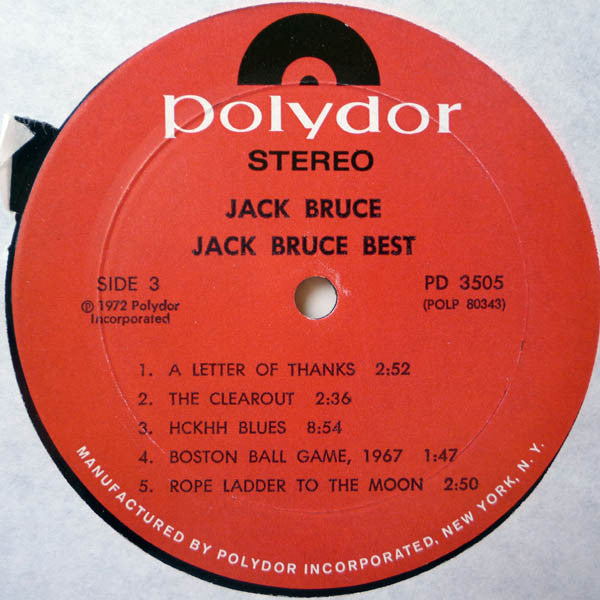 polydor
STEREO
JACK BRUCE
JACK BRUCE BEST
SIDE 3
℗ 1972 Polydor
Incorporated
PD 3505
(POLP 80343)
1. A LETTER OF THANKS 2:52
2. THE CLEAROUT 2:36
3. HCKHH BLUES 8:54
4. BOSTON BALL GAME, 1967 1:47
5. ROPE LADDER TO THE MOON 2:50
MANUFACTURED BY POLYDOR INCORPORATED, NEW YORK, N. Y.